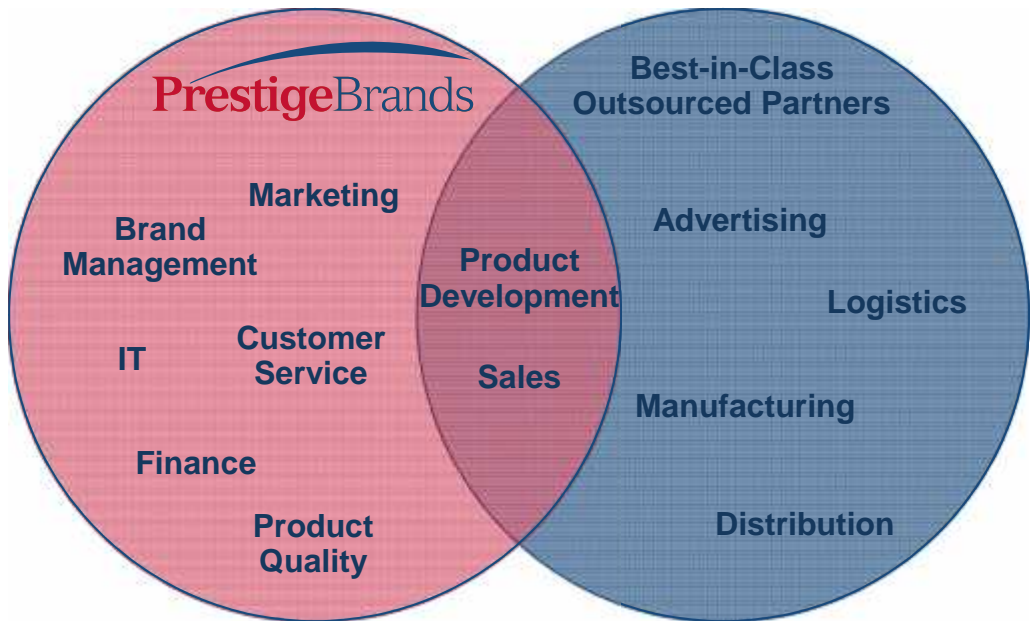 PrestigeBrands
Marketing
Brand
Management
IT
Customer
Service
Finance
Product
Quality
Product
Development
Sales
Best-in-Class
Outsourced Partners
Advertising
Logistics
Manufacturing
Distribution